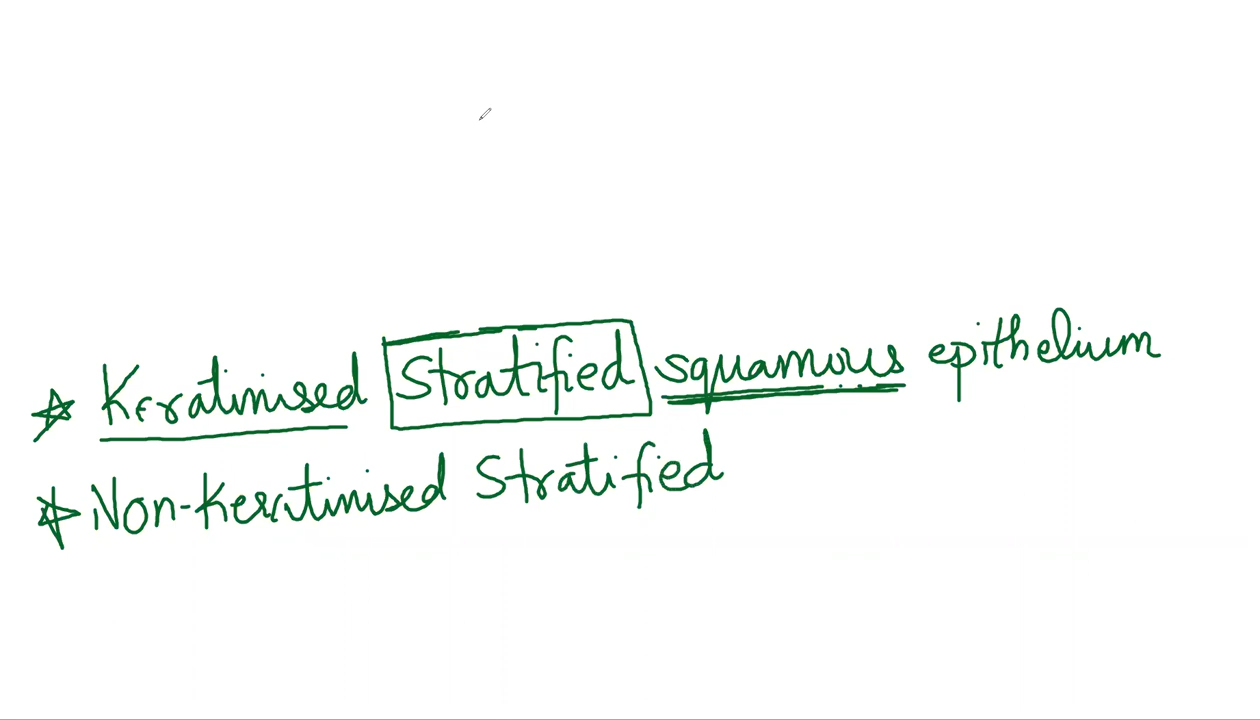 ☆ Keratinised Stratified squamous epithelium
☆ Non-Keratinised Stratified